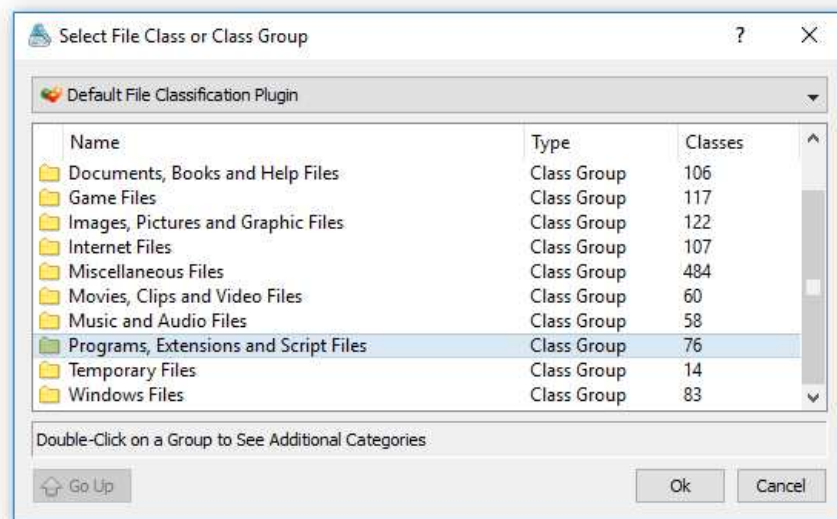 Select File Class or Class Group ?
Default File Classification Plugin
Name Type Classes
Documents, Books and Help Files Class Group 106
Game Files Class Group 117
Images, Pictures and Graphic Files Class Group 122
Internet Files Class Group 107
Miscellaneous Files Class Group 484
Movies, Clips and Video Files Class Group 60
Music and Audio Files Class Group 58
Programs, Extensions and Script Files Class Group 76
Temporary Files Class Group 14
Windows Files Class Group 83
Double-Click on a Group to See Additional Categories
Go Up Ok Cancel